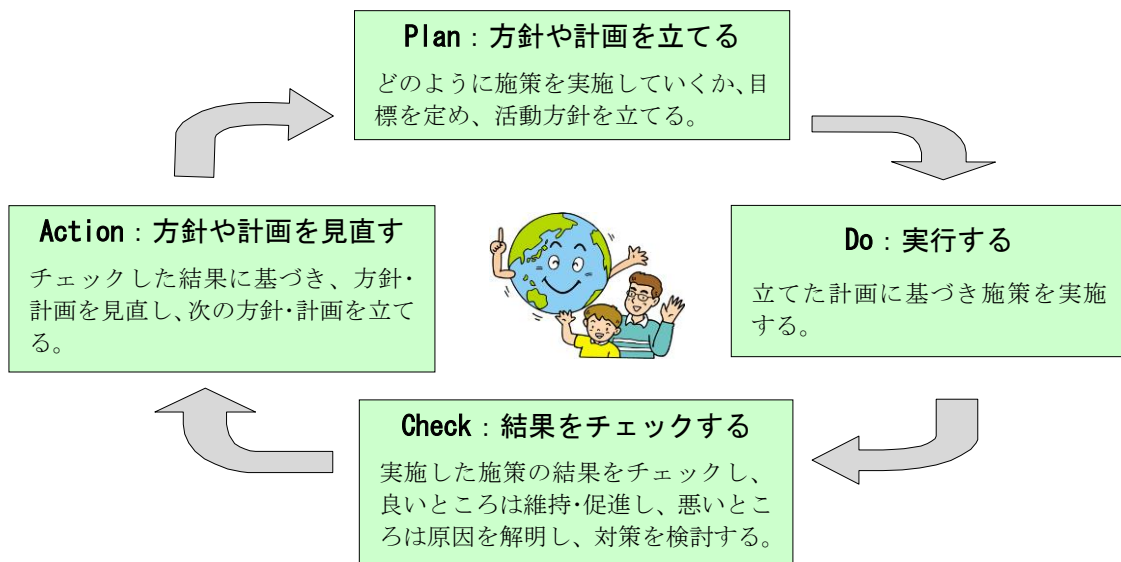 Plan：方針や計画を立てる
どのように施策を実施していくか、目
標を定め、活動方針を立てる。
Do：実行する
立てた計画に基づき施策を実施
する。
Check：結果をチェックする
実施した施策の結果をチェックし、
良いところは維持・促進し、悪いとこ
ろは原因を解明し、対策を検討する。
Action：方針や計画を見直す
チェックした結果に基づき、方針・
計画を見直し、次の方針・計画を立て
る。